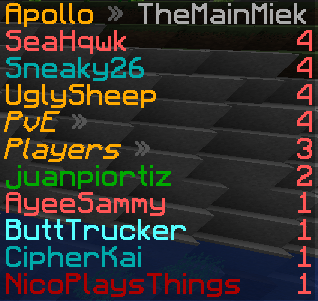 Apollo » TheMainMiek
SeaHqwk 4
Sneaky26 4
UglySheep 4
PvE » 4
Players » 3
juanpiortiz 2
AyeeSammy 1
ButtTrucker 1
CipherKai 1
NicoPlaysThings 1